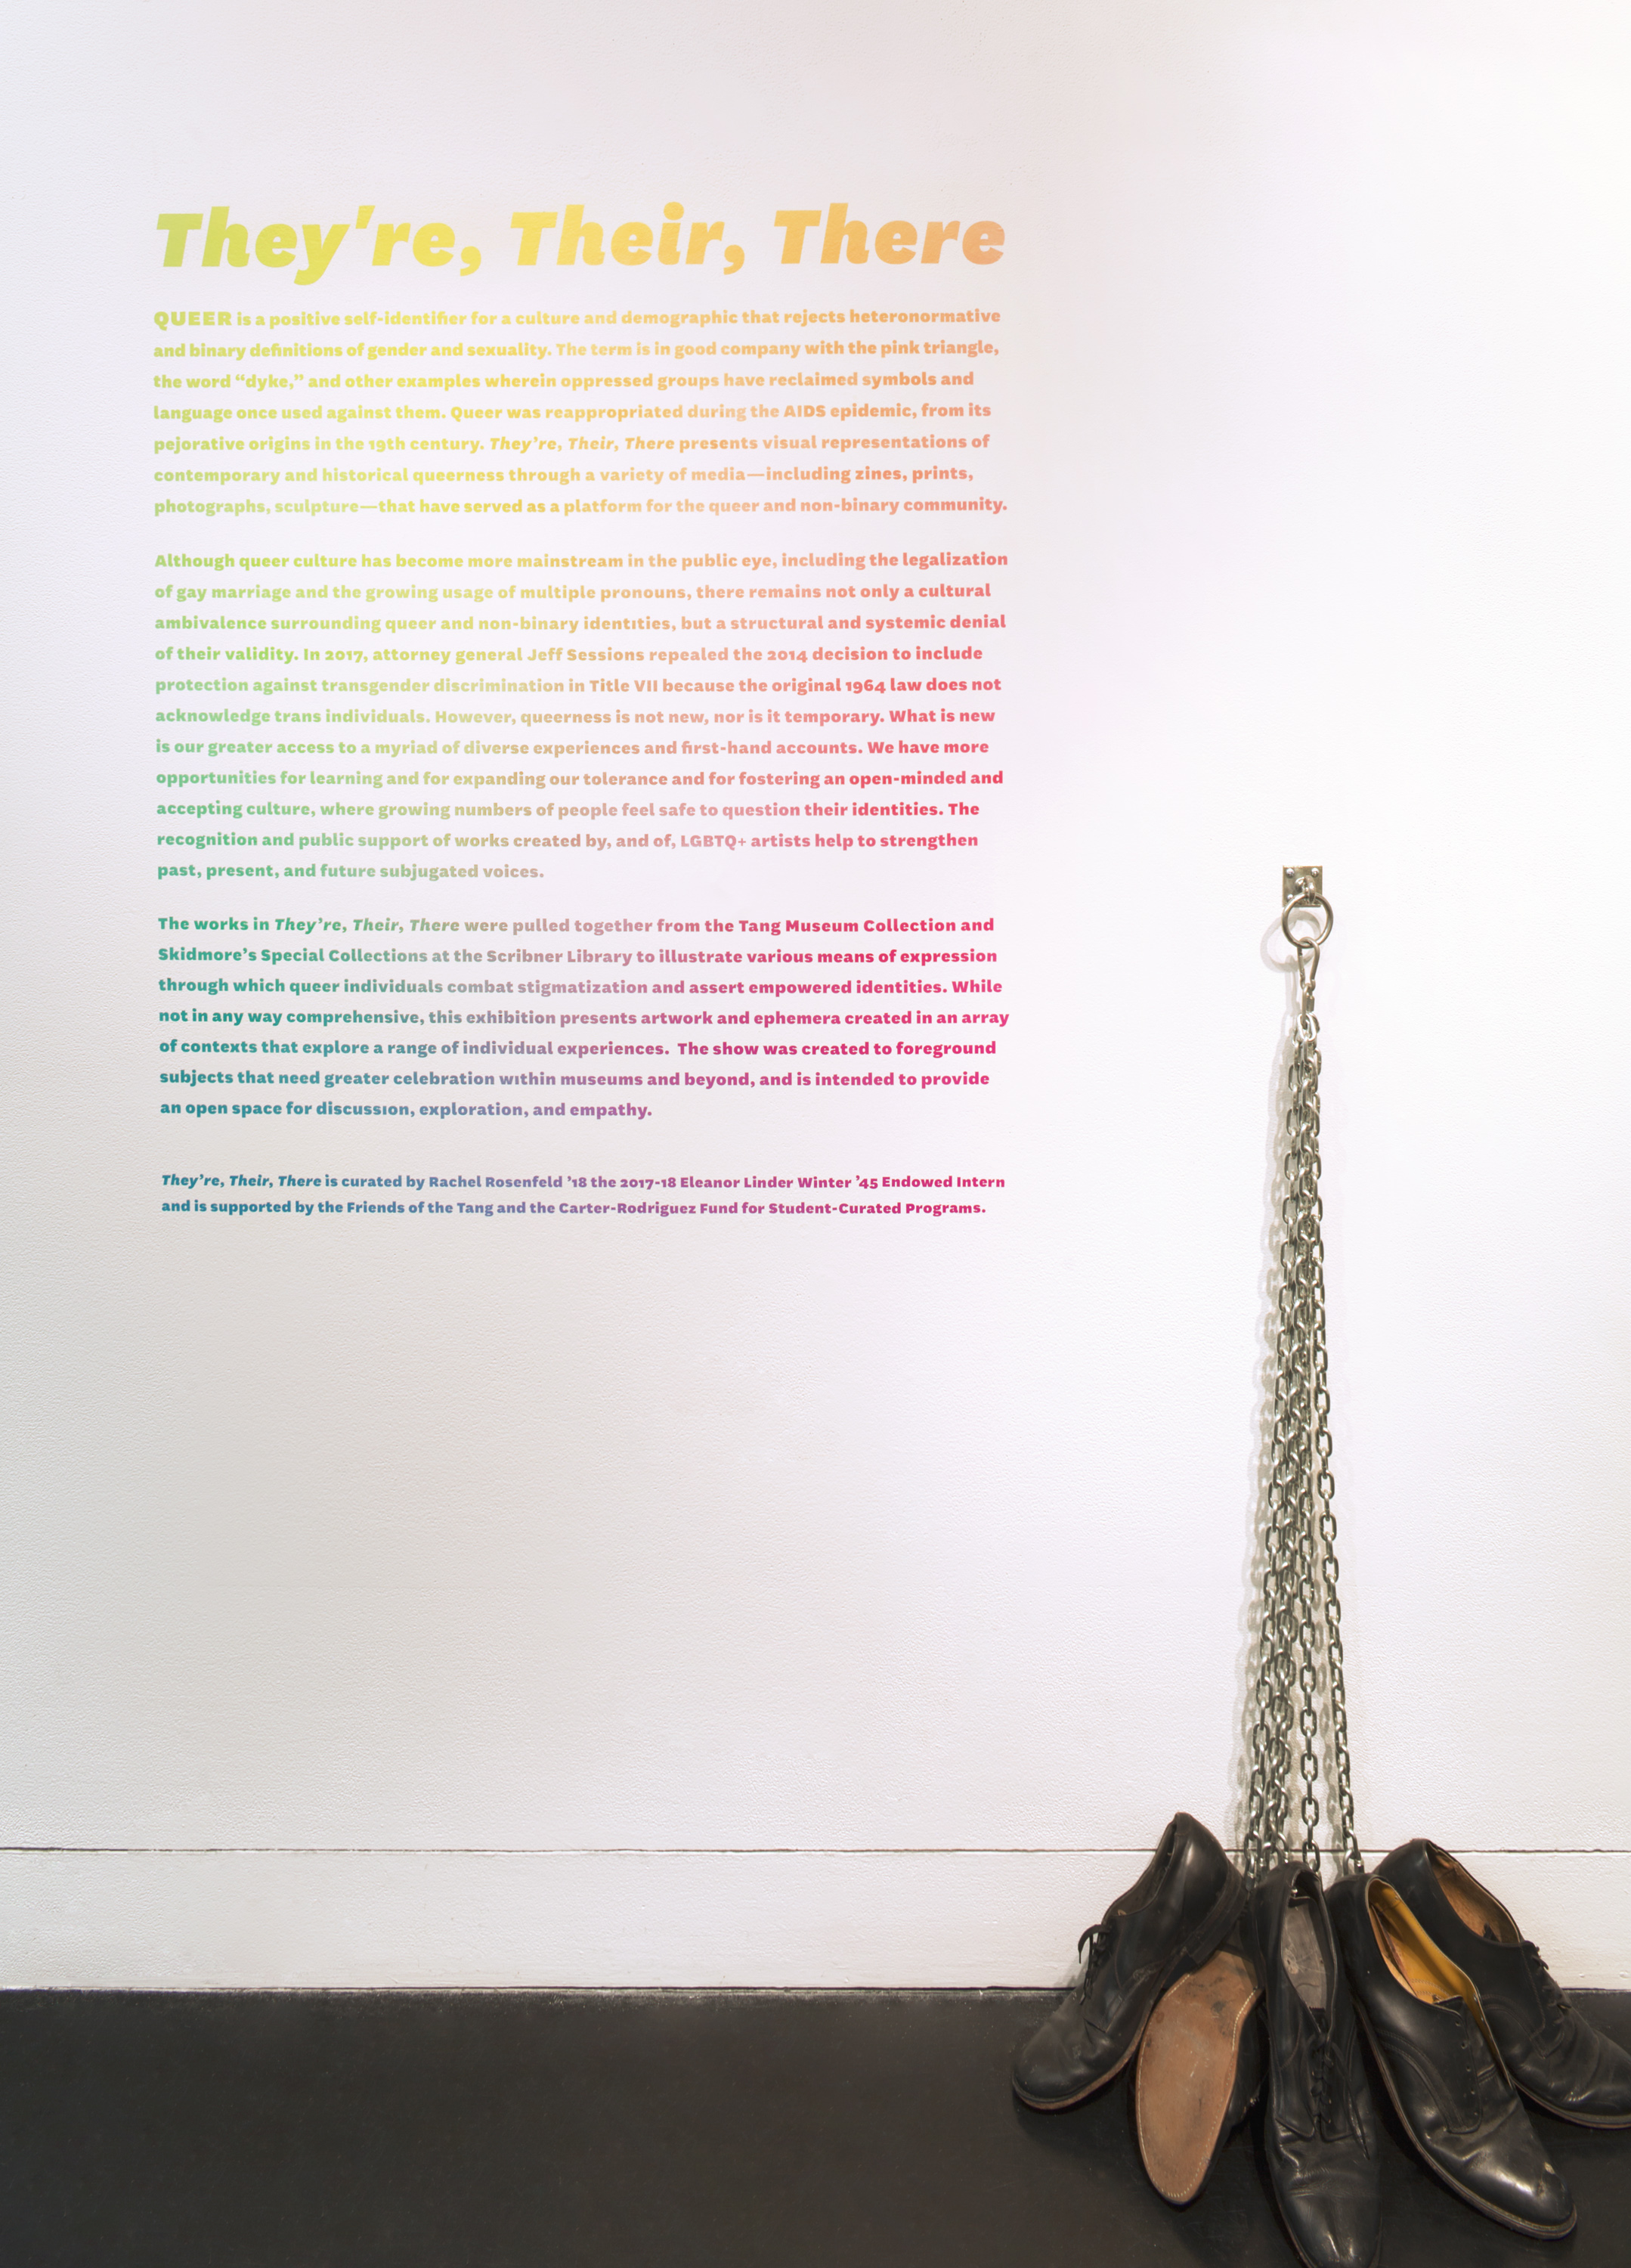 They're, Their, There
QUEER is a positive self-identifier for a culture and demographic that rejects heteronormative
and binary definitions of gender and sexuality. The term is in good company with the pink triangle,
the word “dyke,” and other examples wherein oppressed groups have reclaimed symbols and
language once used against them. Queer was reappropriated during the AIDS epidemic, from its
pejorative origins in the 19th century. They’re, Their, There presents visual representations of
contemporary and historical queerness through a variety of media—including zines, prints,
photographs, sculpture—that have served as a platform for the queer and non-binary community.
Although queer culture has become more mainstream in the public eye, including the legalization
of gay marriage and the growing usage of multiple pronouns, there remains not only a cultural
ambivalence surrounding queer and non-binary identities, but a structural and systemic denial
of their validity. In 2017, attorney general Jeff Sessions repealed the 2014 decision to include
protection against transgender discrimination in Title VII because the original 1964 law does not
acknowledge trans individuals. However, queerness is not new, nor is it temporary. What is new
is our greater access to a myriad of diverse experiences and first-hand accounts. We have more
opportunities for learning and for expanding our tolerance and for fostering an open-minded and
accepting culture, where growing numbers of people feel safe to question their identities. The
recognition and public support of works created by, and of, LGBTQ+ artists help to strengthen
past, present, and future subjugated voices.
The works in They’re, Their, There were pulled together from the Tang Museum Collection and
Skidmore’s Special Collections at the Scribner Library to illustrate various means of expression
through which queer individuals combat stigmatization and assert empowered identities. While
not in any way comprehensive, this exhibition presents artwork and ephemera created in an array
of contexts that explore a range of individual experiences.  The show was created to foreground
subjects that need greater celebration within museums and beyond, and is intended to provide
an open space for discussion, exploration, and empathy.
They’re, Their, There is curated by Rachel Rosenfeld ’18 the 2017-18 Eleanor Linder Winter ’45 Endowed Intern
and is supported by the Friends of the Tang and the Carter-Rodriguez Fund for Student-Curated Programs.